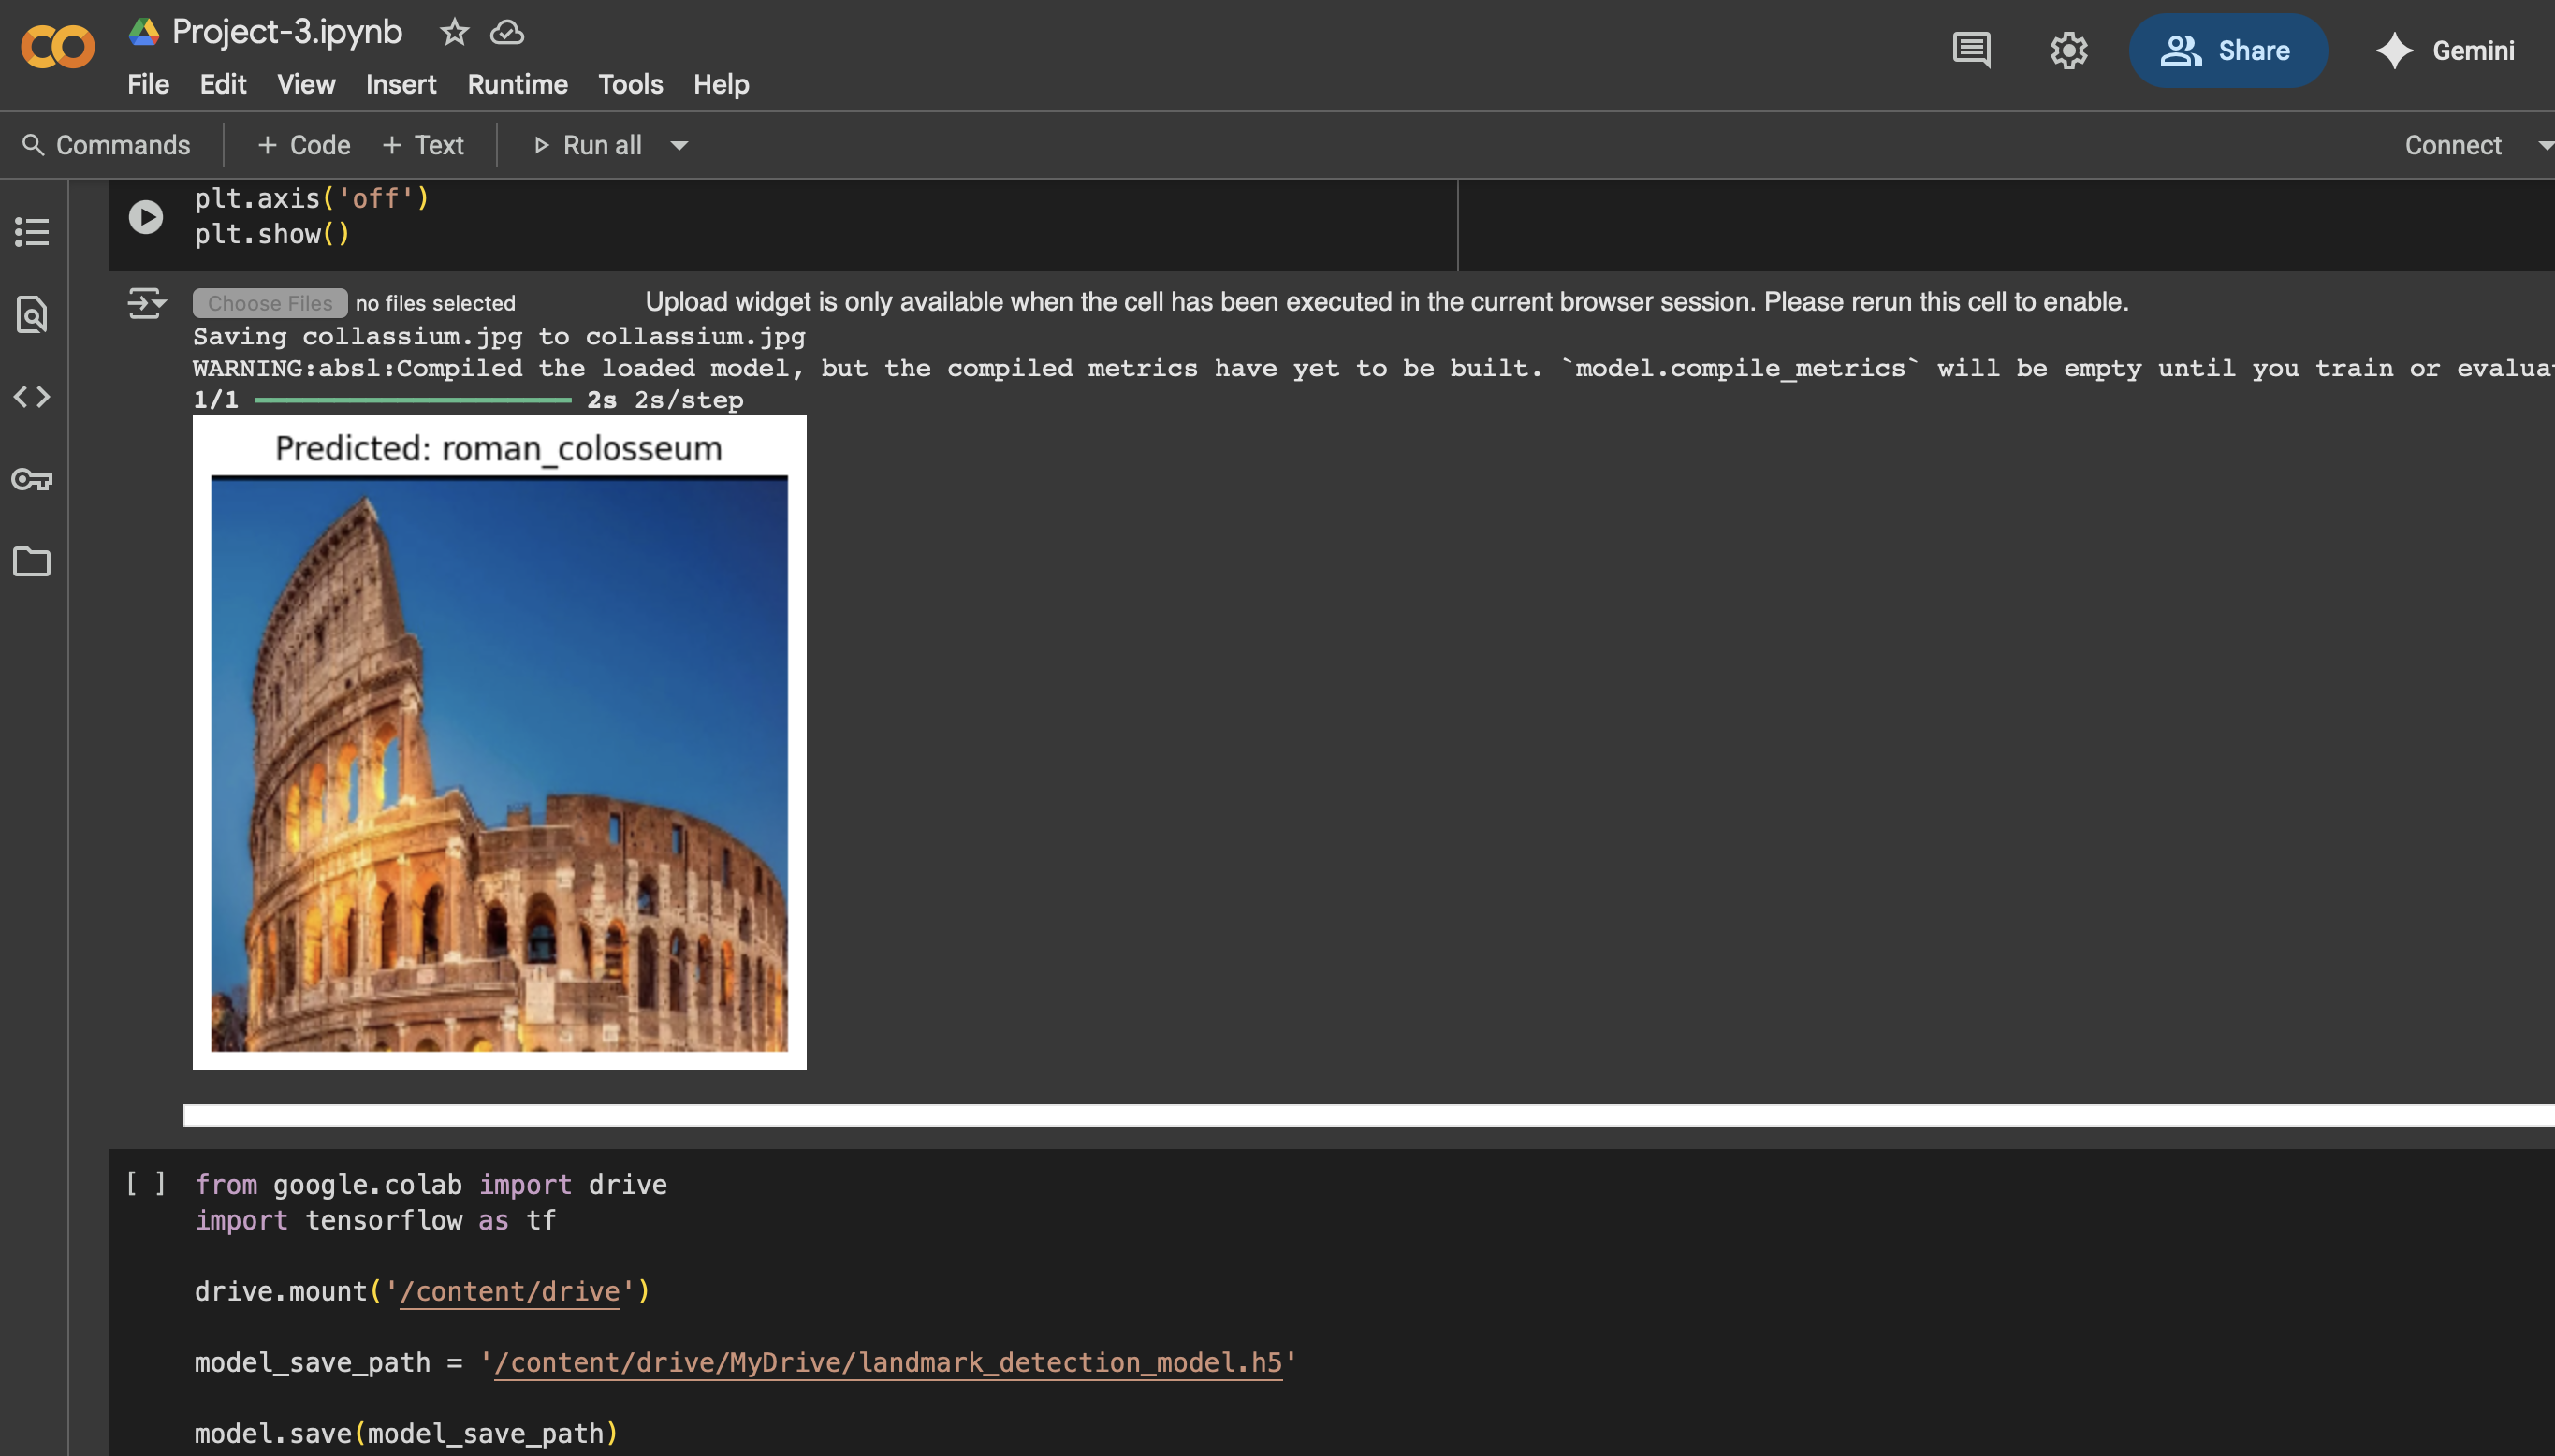 Project-3.ipynb
File Edit View Insert Runtime Tools Help
Share
Gemini
Commands + Code + Text Run all
Connect
plt.axis('off')
plt.show()
Choose Files no files selected Upload widget is only available when the cell has been executed in the current browser session. Please rerun this cell to enable.
Saving collassium.jpg to collassium.jpg
WARNING:absl:Compiled the loaded model, but the compiled metrics have yet to be built. `model.compile_metrics` will be empty until you train or evalua
1/1 2s 2s/step
Predicted: roman_colosseum
[ ] from google.colab import drive
import tensorflow as tf
drive.mount('/content/drive')
model_save_path = '/content/drive/MyDrive/landmark_detection_model.h5'
model.save(model_save_path)